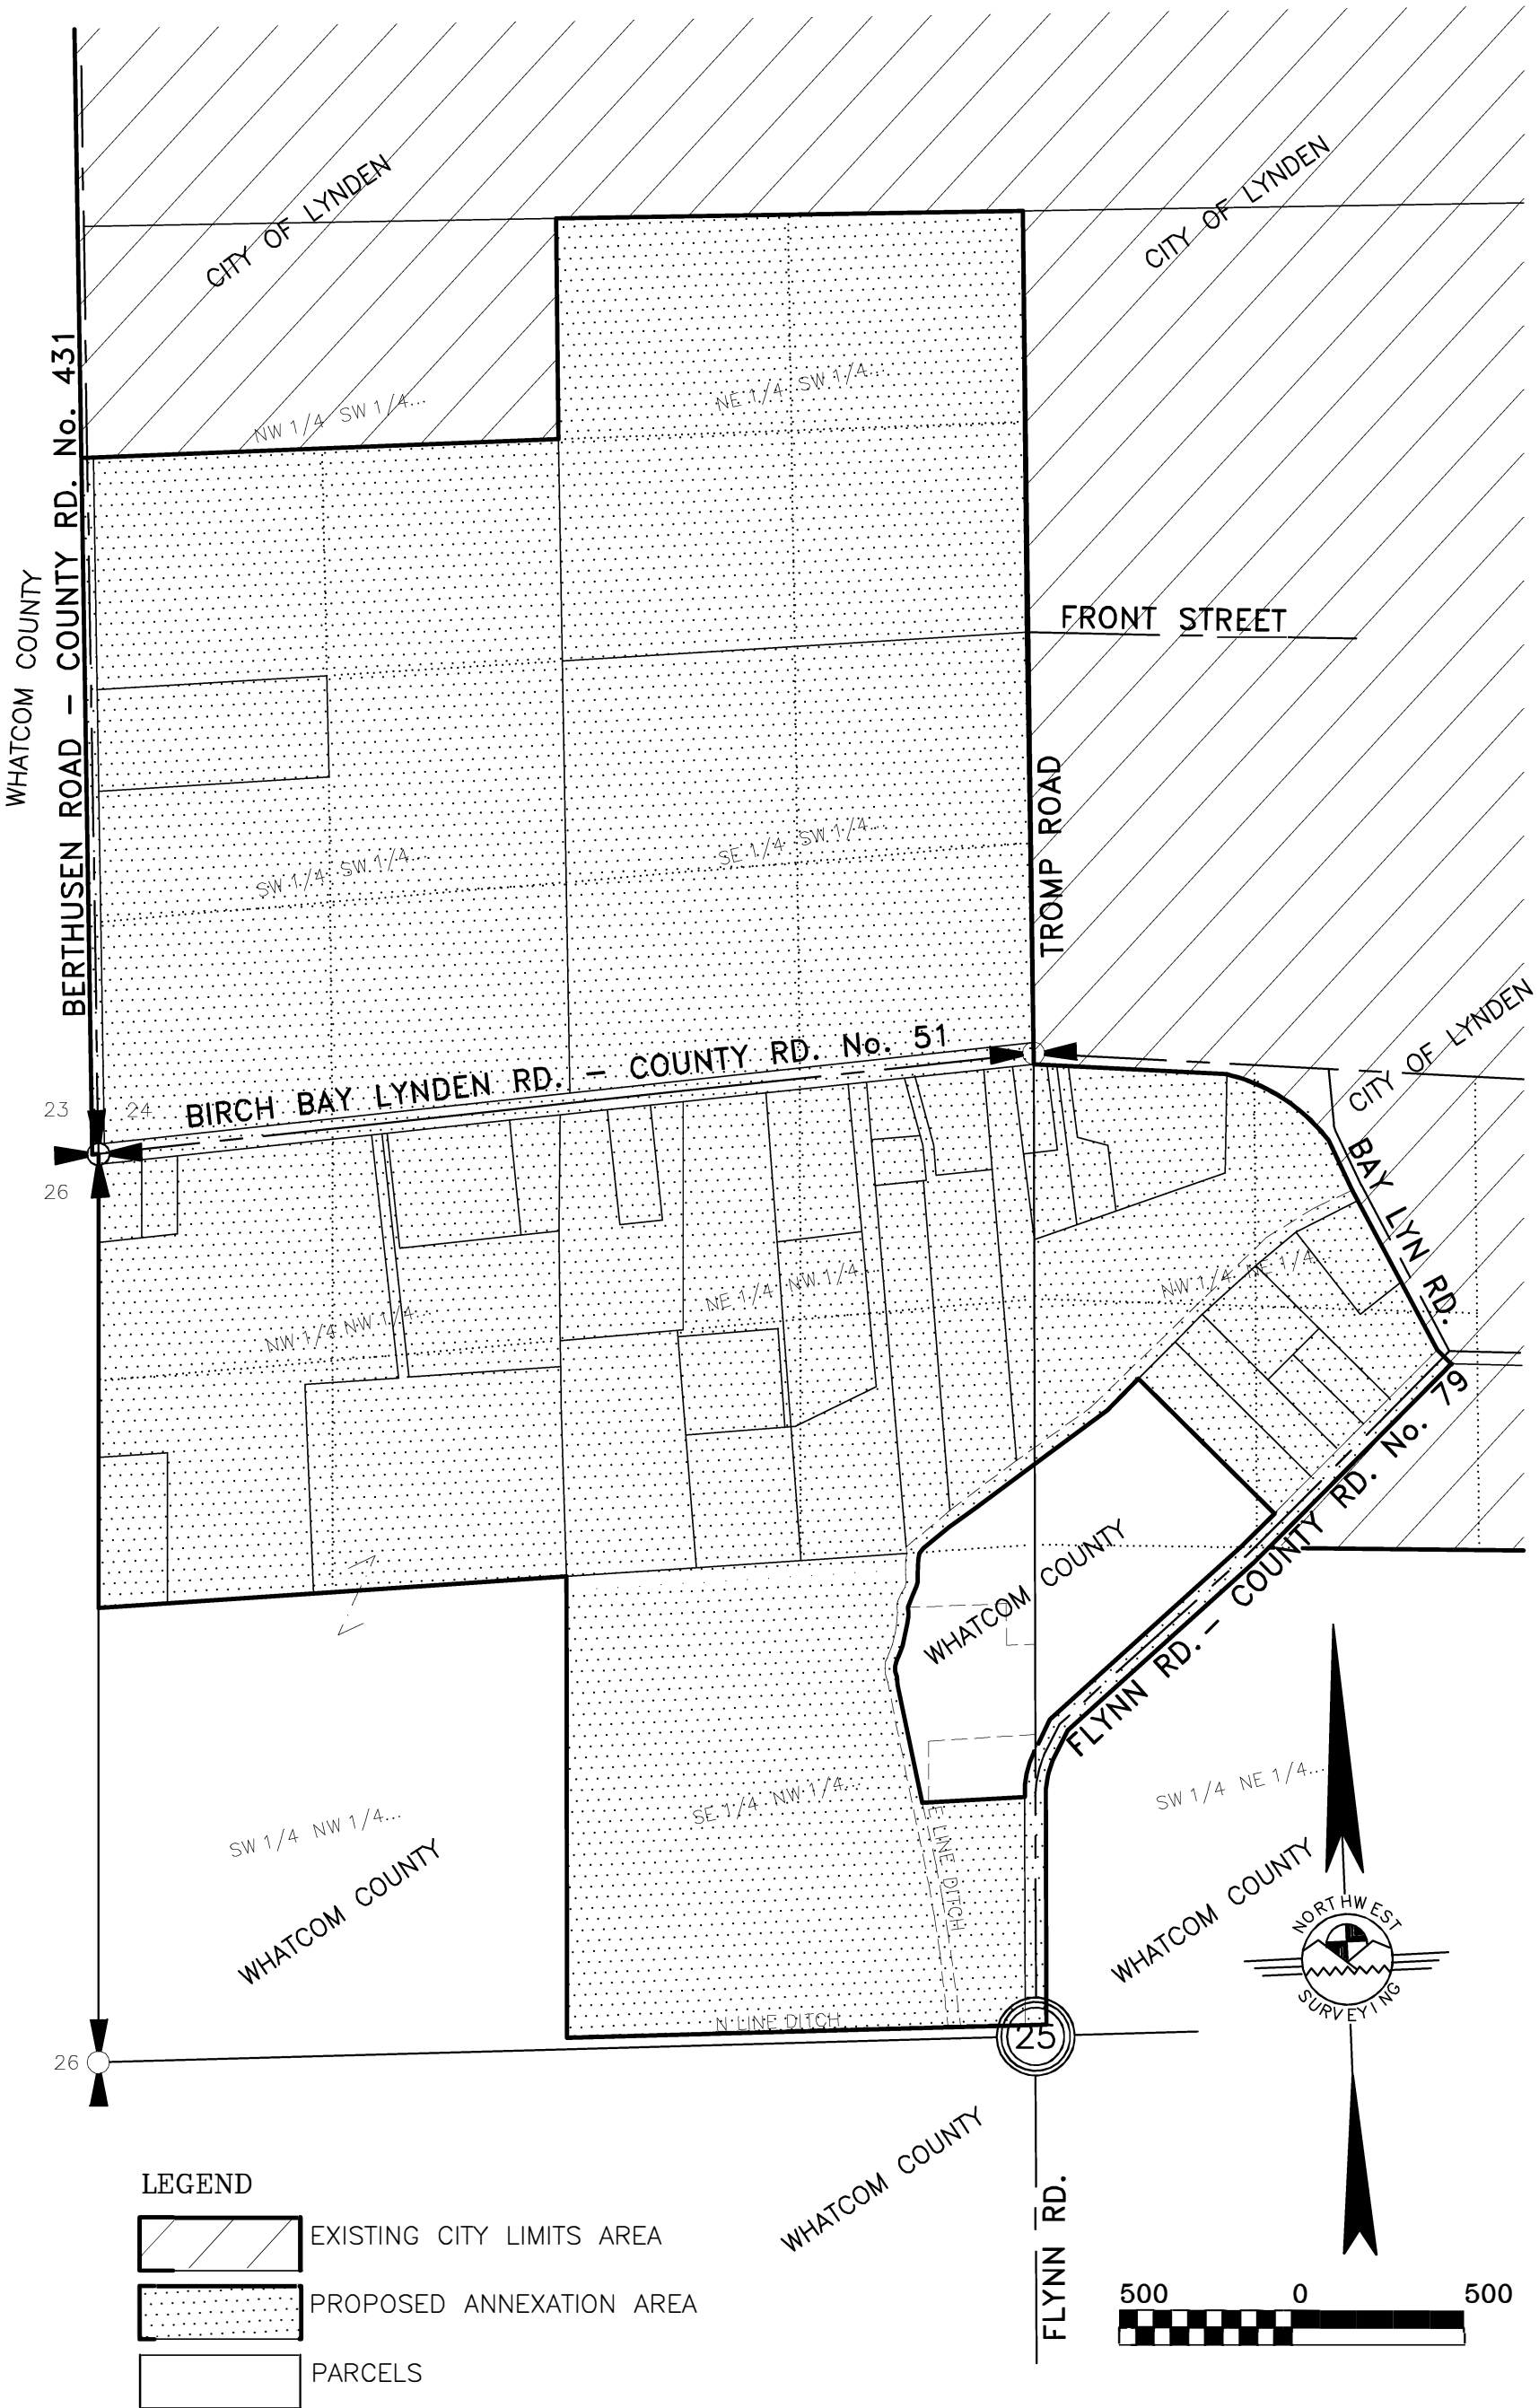 CITY OF LYNDEN
CITY OF LYNDEN
BERTHUSEN ROAD – COUNTY RD. No. 431
WHATCOM COUNTY
NW 1/4 SW 1/4...
NE 1/4 SW 1/4...
FRONT STREET
TROMP ROAD
SW 1/4 SW 1/4...
SE 1/4 SW 1/4...
CITY OF LYNDEN
BIRCH BAY LYNDEN RD. – COUNTY RD. No. 51
23
24
26
BAY LYN RD.
NW 1/4 NW 1/4...
NE 1/4 NW 1/4...
NW 1/4 NE 1/4...
FLYNN RD. – COUNTY RD. No. 79
WHATCOM COUNTY
SW 1/4 NW 1/4...
WHATCOM COUNTY
SE 1/4 NW 1/4...
E LINE DITCH
SW 1/4 NE 1/4...
WHATCOM COUNTY
NORTHWEST
SURVEYING
N LINE DITCH
25
26
WHATCOM COUNTY
FLYNN RD.
LEGEND
EXISTING CITY LIMITS AREA
PROPOSED ANNEXATION AREA
PARCELS
500 0 500